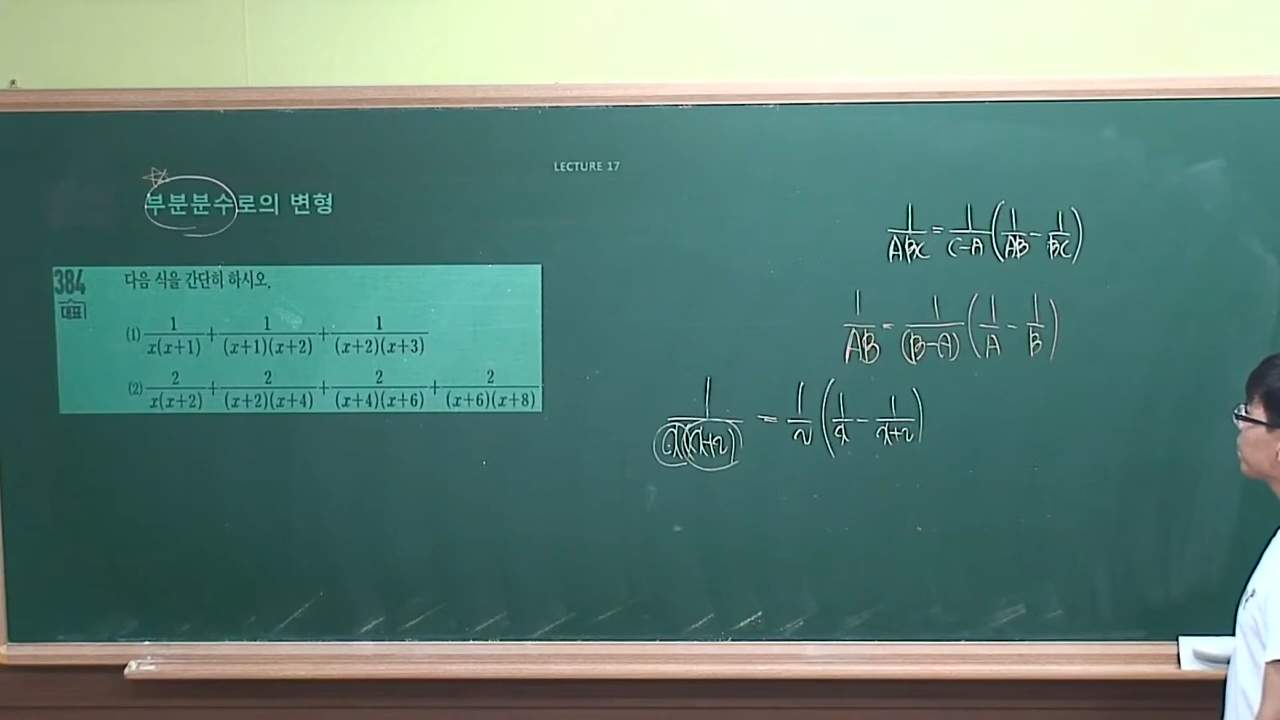 LECTURE 17
부분분수로의 변형
384 다음 식을 간단히 하시오.
대표
(1) 1/x(x+1) + 1/(x+1)(x+2) + 1/(x+2)(x+3)
(2) 2/x(x+2) + 2/(x+2)(x+4) + 2/(x+4)(x+6) + 2/(x+6)(x+8)
1/ABC = 1/C-A (1/AB - 1/BC)
1/AB = 1/(B-A) (1/A - 1/B)
1/x(x+2) = 1/2 (1/x - 1/x+2)